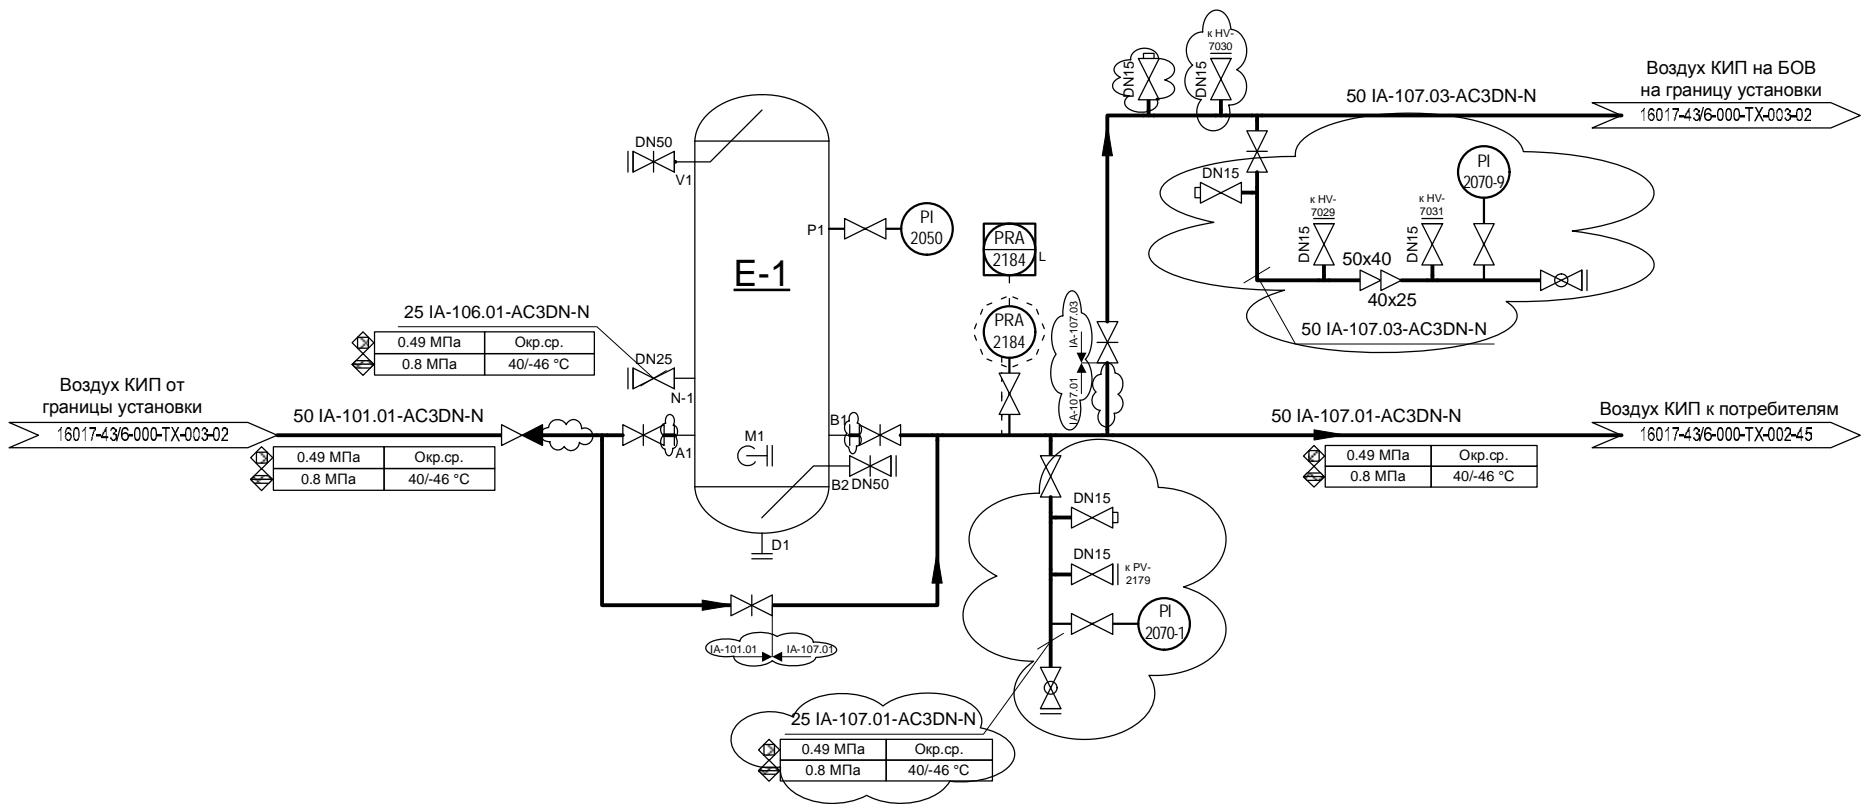 к HV-
7030
DN15
DN15
50 IA-107.03-AC3DN-N
Воздух КИП на БОВ
на границу установки
16017-43/6-000-TX-003-02
DN50
V1
P1
PI
2050
E-1
PRA
2184
L
PRA
2184
DN15
к HV-
7029
DN15
к HV-
7031
DN15
PI
2070-9
50x40
40x25
50 IA-107.03-AC3DN-N
25 IA-106.01-AC3DN-N
0.49 МПа Окр.ср.
0.8 МПа 40/-46 °C
DN25
N-1
IA-107.03
IA-107.01
Воздух КИП от
границы установки
16017-43/6-000-TX-003-02
50 IA-101.01-AC3DN-N
0.49 МПа Окр.ср.
0.8 МПа 40/-46 °C
A1
M1
B1
B2
DN50
D1
50 IA-107.01-AC3DN-N
0.49 МПа Окр.ср.
0.8 МПа 40/-46 °C
Воздух КИП к потребителям
16017-43/6-000-TX-002-45
DN15
DN15
к PV-
2179
PI
2070-1
IA-101.01
IA-107.01
25 IA-107.01-AC3DN-N
0.49 МПа Окр.ср.
0.8 МПа 40/-46 °C